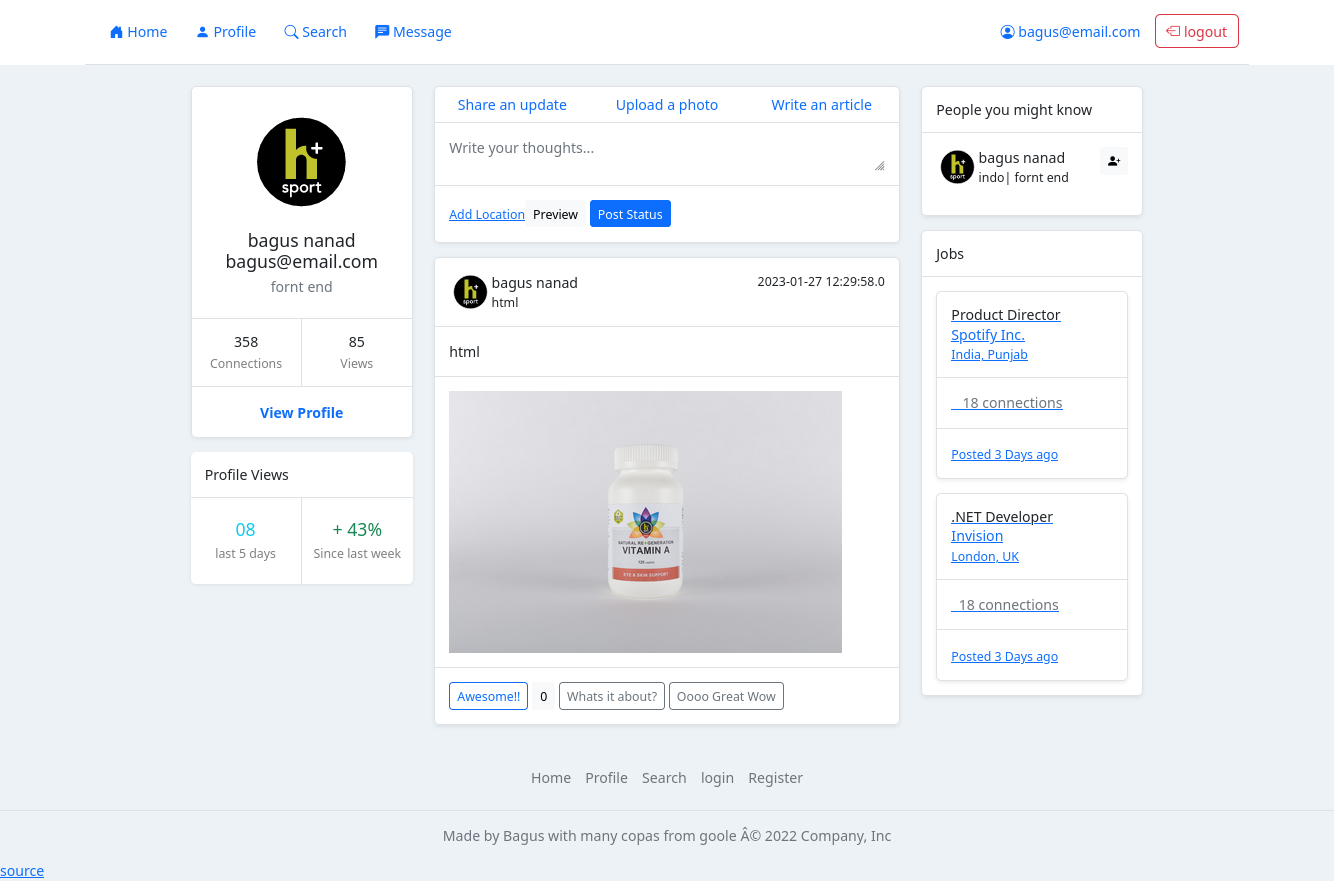 Home Profile Search Message bagus@email.com logout
h+
sport
bagus nanad
bagus@email.com
fornt end
358 85
Connections Views
View Profile
Profile Views
08 + 43%
last 5 days Since last week
Share an update Upload a photo Write an article
Write your thoughts...
Add Location Preview Post Status
h+
sport
bagus nanad 2023-01-27 12:29:58.0
html
html
NATURAL RE+GENERATION
VITAMIN A
EYE & SKIN SUPPORT
Awesome!! 0 Whats it about? Oooo Great Wow
People you might know
h+
sport
bagus nanad
indo| fornt end
Jobs
Product Director
Spotify Inc.
India, Punjab
18 connections
Posted 3 Days ago
.NET Developer
Invision
London, UK
18 connections
Posted 3 Days ago
Home Profile Search login Register
Made by Bagus with many copas from goole Â© 2022 Company, Inc
source